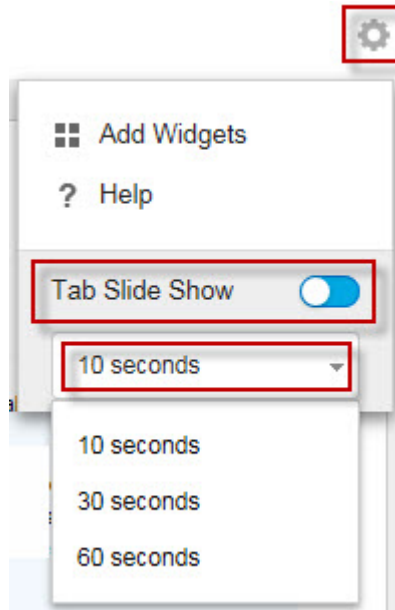 Add Widgets
? Help
Tab Slide Show
10 seconds
10 seconds
30 seconds
60 seconds